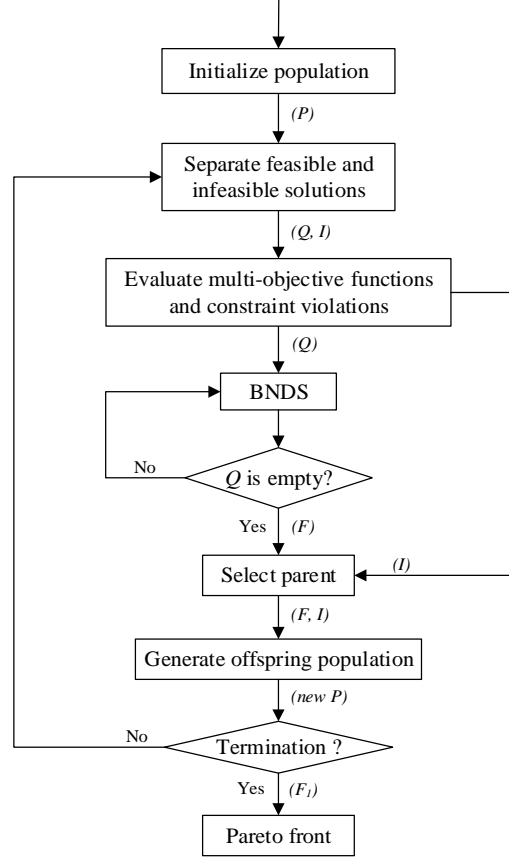 Initialize population
(P)
Separate feasible and
infeasible solutions
(Q, I)
Evaluate multi-objective functions
and constraint violations
(Q)
BNDS
No
Q is empty?
Yes
(F)
Select parent
(I)
(F, I)
Generate offspring population
(new P)
No
Termination ?
Yes
(F₁)
Pareto front